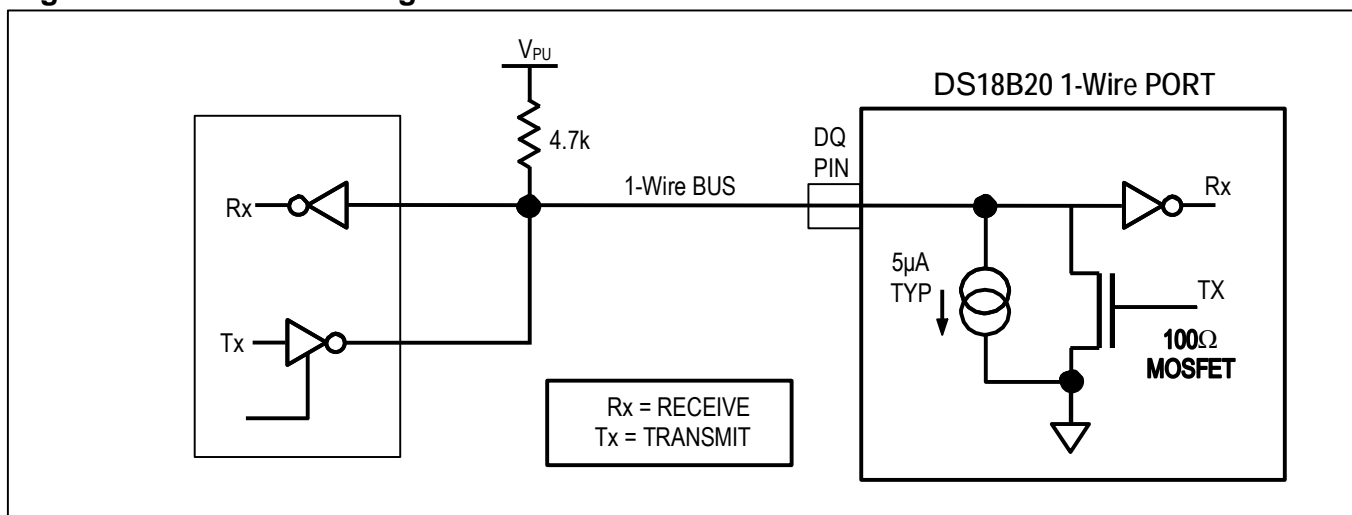 V_PU
4.7k
DS18B20 1-Wire PORT
DQ
PIN
1-Wire BUS
Rx
Rx
5µA
TYP
TX
100Ω
MOSFET
Tx
Rx = RECEIVE
Tx = TRANSMIT